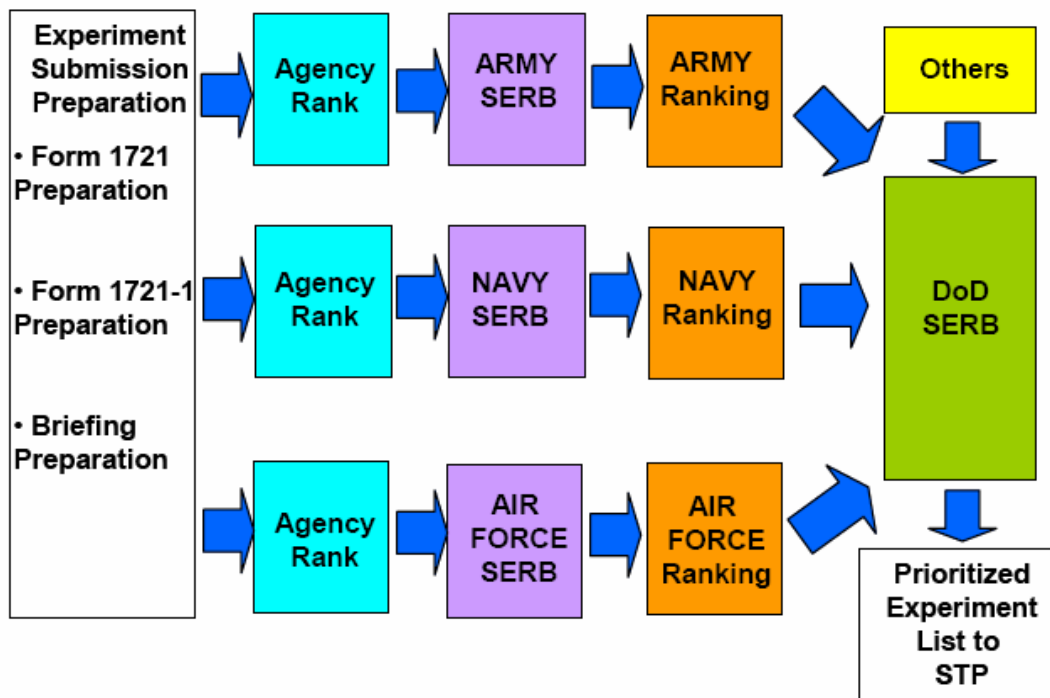 Experiment
Submission
Preparation
• Form 1721
Preparation
• Form 1721-1
Preparation
• Briefing
Preparation
Agency
Rank
ARMY
SERB
ARMY
Ranking
Others
Agency
Rank
NAVY
SERB
NAVY
Ranking
DoD
SERB
Agency
Rank
AIR
FORCE
SERB
AIR
FORCE
Ranking
Prioritized
Experiment
List to
STP